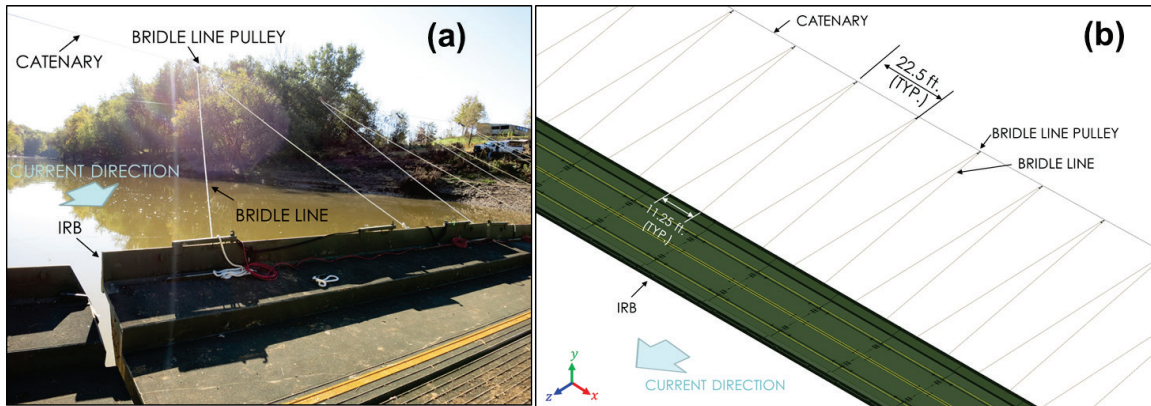 (a)
CATENARY
BRIDLE LINE PULLEY
CURRENT DIRECTION
BRIDLE LINE
IRB
(b)
CATENARY
22.5 ft.
(TYP.)
BRIDLE LINE PULLEY
BRIDLE LINE
11.25 ft.
(TYP.)
IRB
CURRENT DIRECTION
y
z
x